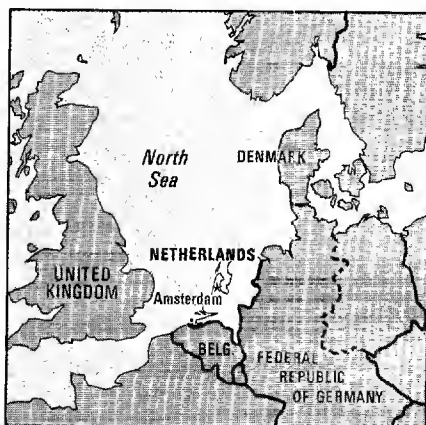 North
Sea
DENMARK
NETHERLANDS
UNITED
KINGDOM
Amsterdam
BELG.
FEDERAL
REPUBLIC
OF GERMANY